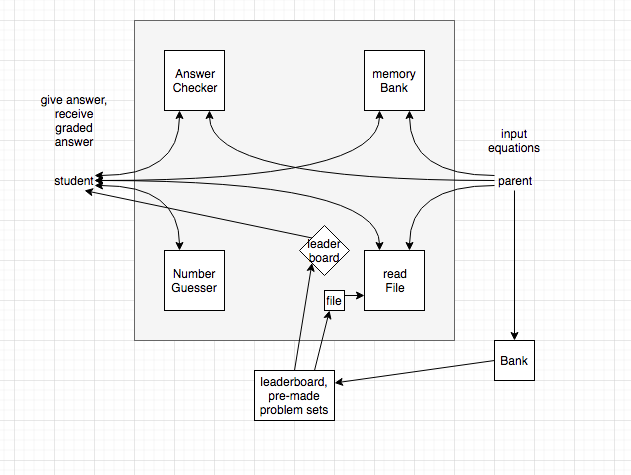 Answer
Checker
memory
Bank
give answer,
receive
graded
answer
input
equations
student
parent
leader
board
Number
Guesser
read
File
file
Bank
leaderboard,
pre-made
problem sets